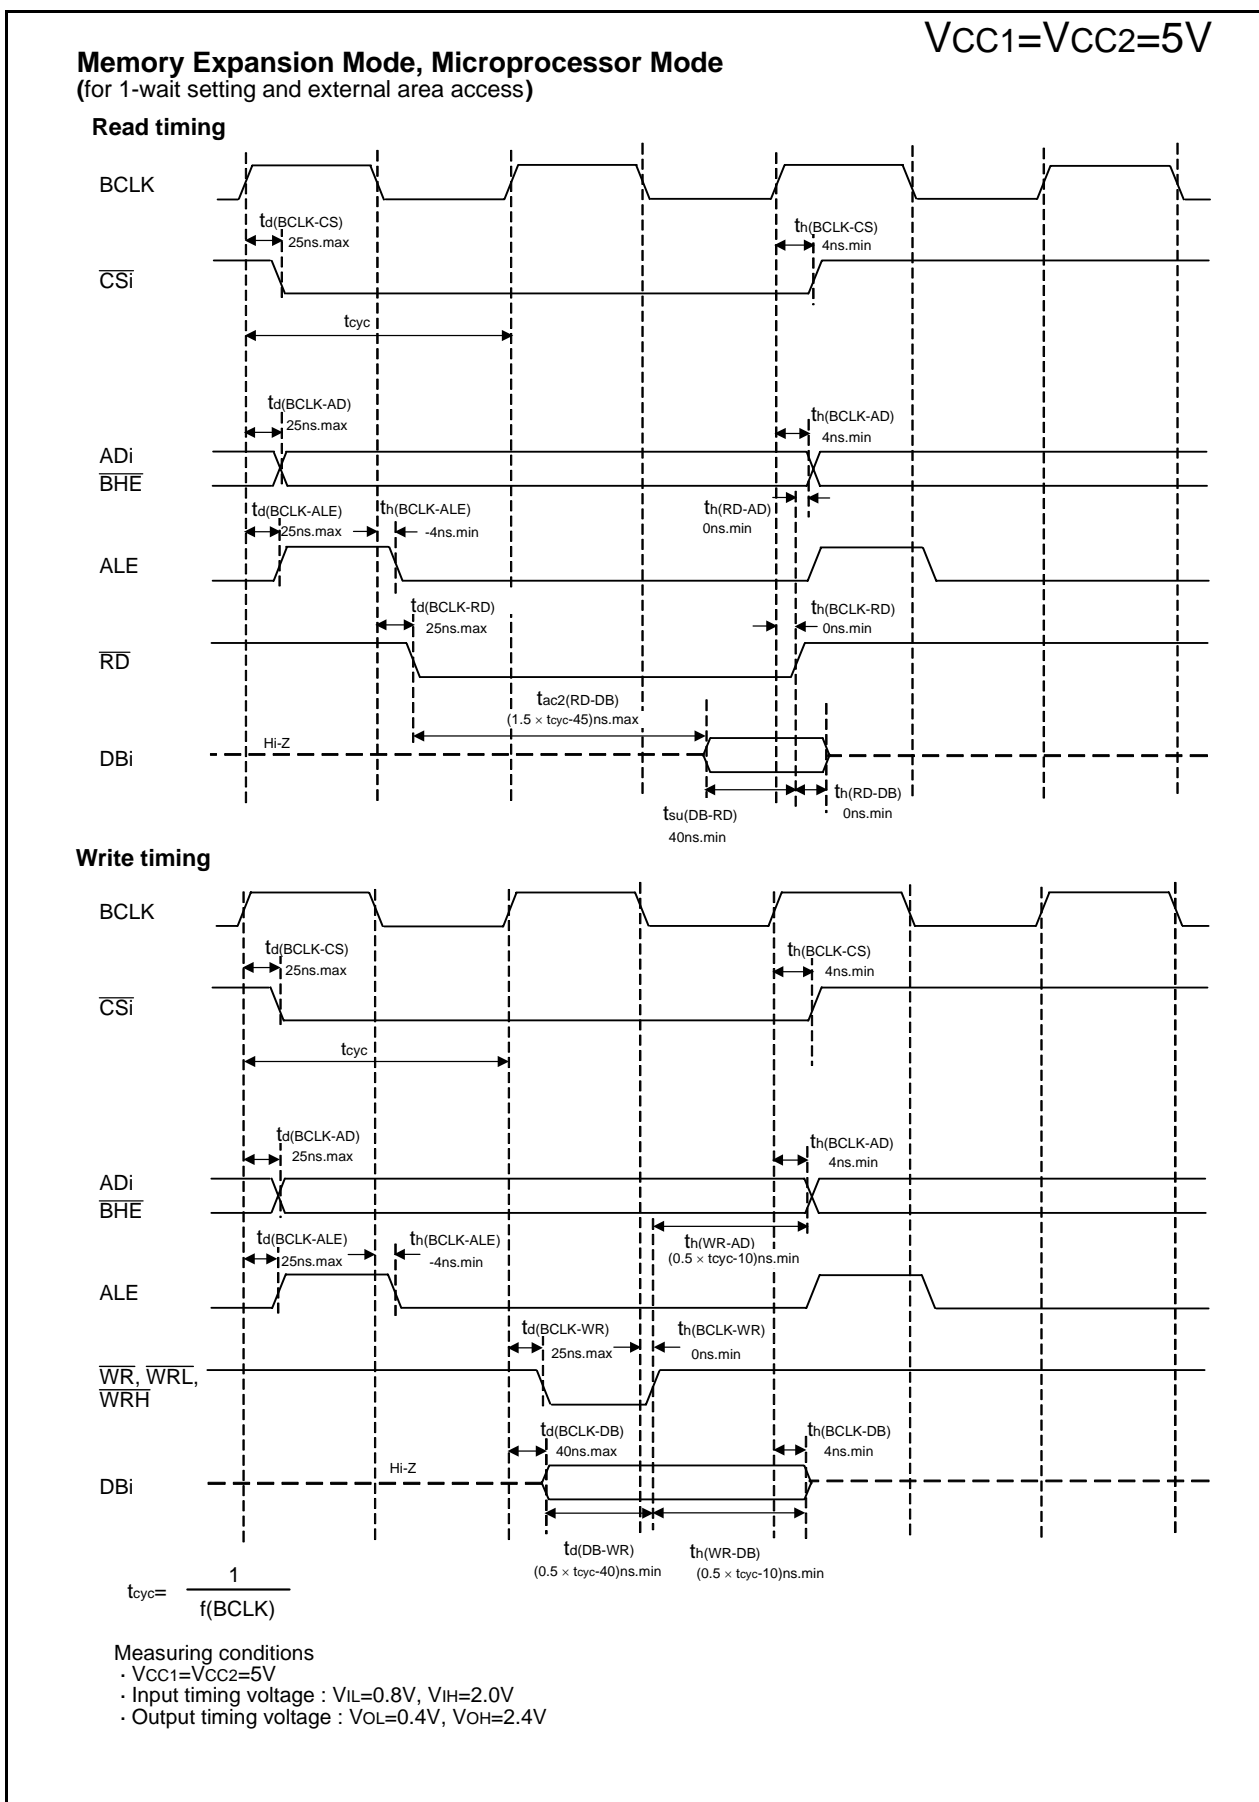 VCC1=VCC2=5V
Memory Expansion Mode, Microprocessor Mode
(for 1-wait setting and external area access)
Read timing
BCLK
td(BCLK-CS)
25ns.max
th(BCLK-CS)
4ns.min
CSi
tcyc
td(BCLK-AD)
25ns.max
th(BCLK-AD)
4ns.min
ADi
BHE
td(BCLK-ALE)
25ns.max
th(BCLK-ALE)
-4ns.min
th(RD-AD)
0ns.min
ALE
td(BCLK-RD)
25ns.max
th(BCLK-RD)
0ns.min
RD
tac2(RD-DB)
(1.5 × tcyc-45)ns.max
Hi-Z
DBi
tsu(DB-RD)
40ns.min
th(RD-DB)
0ns.min
Write timing
BCLK
td(BCLK-CS)
25ns.max
th(BCLK-CS)
4ns.min
CSi
tcyc
td(BCLK-AD)
25ns.max
th(BCLK-AD)
4ns.min
ADi
BHE
td(BCLK-ALE)
25ns.max
th(BCLK-ALE)
-4ns.min
th(WR-AD)
(0.5 × tcyc-10)ns.min
ALE
td(BCLK-WR)
25ns.max
th(BCLK-WR)
0ns.min
WR, WRL,
WRH
td(BCLK-DB)
40ns.max
th(BCLK-DB)
4ns.min
Hi-Z
DBi
td(DB-WR)
(0.5 × tcyc-40)ns.min
th(WR-DB)
(0.5 × tcyc-10)ns.min
tcyc= 1
f(BCLK)
Measuring conditions
· VCC1=VCC2=5V
· Input timing voltage : VIL=0.8V, VIH=2.0V
· Output timing voltage : VOL=0.4V, VOH=2.4V